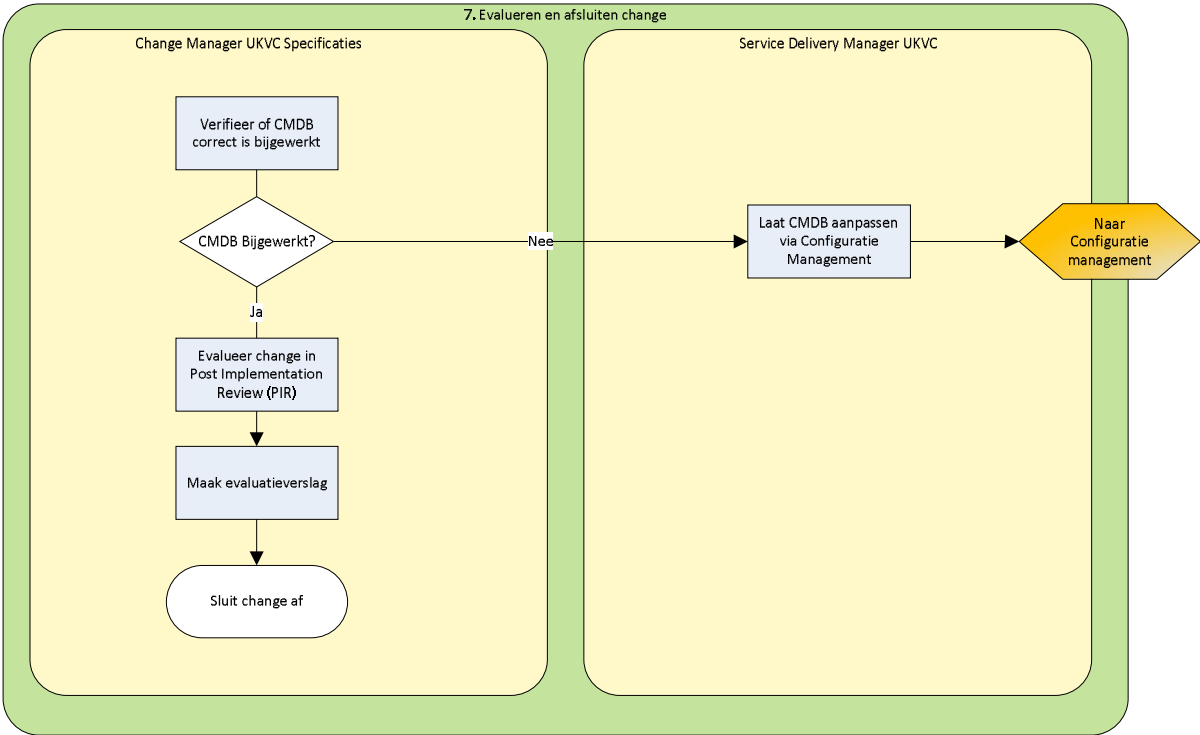 7. Evalueren en afsluiten change
Change Manager UKVC Specificaties
Service Delivery Manager UKVC
Verifieer of CMDB
correct is bijgewerkt
CMDB Bijgewerkt?
Nee
Laat CMDB aanpassen
via Configuratie
Management
Naar
Configuratie
management
Ja
Evalueer change in
Post Implementation
Review (PIR)
Maak evaluatieverslag
Sluit change af